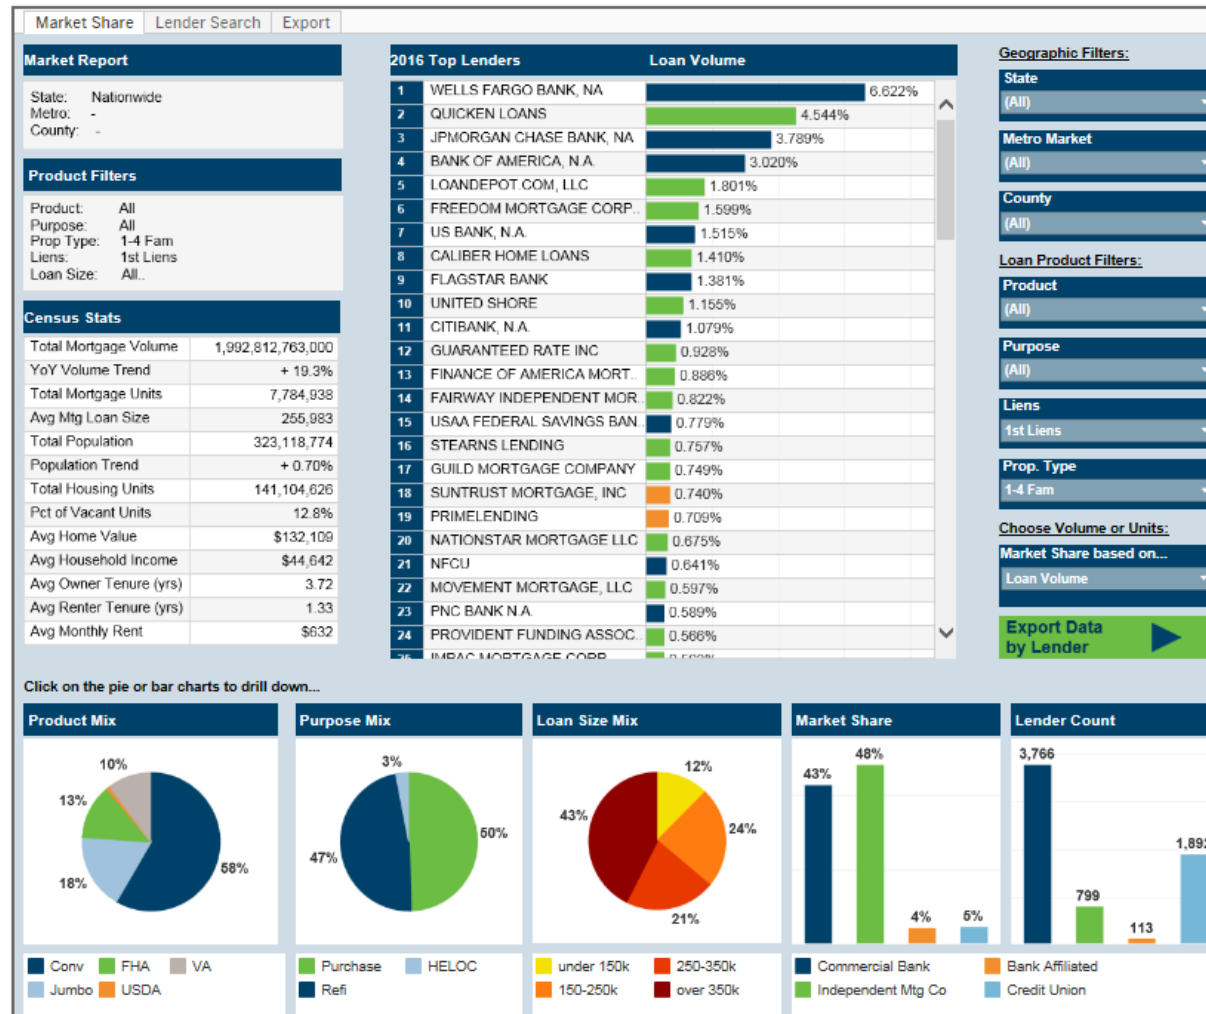 Market Share Lender Search Export
Market Report
State: Nationwide
Metro: -
County: -
Product Filters
Product: All
Purpose: All
Prop Type: 1-4 Fam
Liens: 1st Liens
Loan Size: All..
Census Stats
Total Mortgage Volume 1,992,812,763,000
YoY Volume Trend + 19.3%
Total Mortgage Units 7,784,938
Avg Mtg Loan Size 255,983
Total Population 323,118,774
Population Trend + 0.70%
Total Housing Units 141,104,626
Pct of Vacant Units 12.8%
Avg Home Value $132,109
Avg Household Income $44,642
Avg Owner Tenure (yrs) 3.72
Avg Renter Tenure (yrs) 1.33
Avg Monthly Rent $632
2016 Top Lenders Loan Volume
1 WELLS FARGO BANK, NA 6.622%
2 QUICKEN LOANS 4.544%
3 JPMORGAN CHASE BANK, NA 3.789%
4 BANK OF AMERICA, N.A. 3.020%
5 LOANDEPOT.COM, LLC 1.801%
6 FREEDOM MORTGAGE CORP.. 1.599%
7 US BANK, N.A. 1.515%
8 CALIBER HOME LOANS 1.410%
9 FLAGSTAR BANK 1.381%
10 UNITED SHORE 1.155%
11 CITIBANK, N.A. 1.079%
12 GUARANTEED RATE INC 0.928%
13 FINANCE OF AMERICA MORT.. 0.886%
14 FAIRWAY INDEPENDENT MOR.. 0.822%
15 USAA FEDERAL SAVINGS BAN.. 0.779%
16 STEARNS LENDING 0.757%
17 GUILD MORTGAGE COMPANY 0.749%
18 SUNTRUST MORTGAGE, INC 0.740%
19 PRIMELENDING 0.709%
20 NATIONSTAR MORTGAGE LLC 0.675%
21 NFCU 0.641%
22 MOVEMENT MORTGAGE, LLC 0.597%
23 PNC BANK N.A. 0.589%
24 PROVIDENT FUNDING ASSOC.. 0.566%
25 IMPAC MORTGAGE CORP
Geographic Filters:
State
(All)
Metro Market
(All)
County
(All)
Loan Product Filters:
Product
(All)
Purpose
(All)
Liens
1st Liens
Prop. Type
1-4 Fam
Choose Volume or Units:
Market Share based on...
Loan Volume
Export Data
by Lender
Click on the pie or bar charts to drill down...
Product Mix
10%
13%
18%
58%
Conv FHA VA
Jumbo USDA
Purpose Mix
3%
50%
47%
Purchase HELOC
Refi
Loan Size Mix
12%
43%
24%
21%
under 150k 250-350k
150-250k over 350k
Market Share
43% 48% 4% 5%
Lender Count
3,766 799 113 1,892
Commercial Bank Bank Affiliated
Independent Mtg Co Credit Union